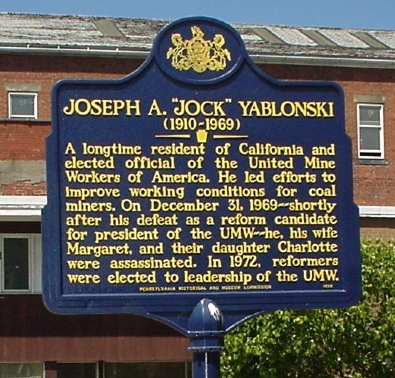 JOSEPH A. "JOCK" YABLONSKI
(1910-1969)
A longtime resident of California and
elected official of the United Mine
Workers of America. He led efforts to
improve working conditions for coal
miners. On December 31, 1969--shortly
after his defeat as a reform candidate
for president of the UMW--he, his wife
Margaret, and their daughter Charlotte
were assassinated. In 1972, reformers
were elected to leadership of the UMW.
PENNSYLVANIA HISTORICAL AND MUSEUM COMMISSION